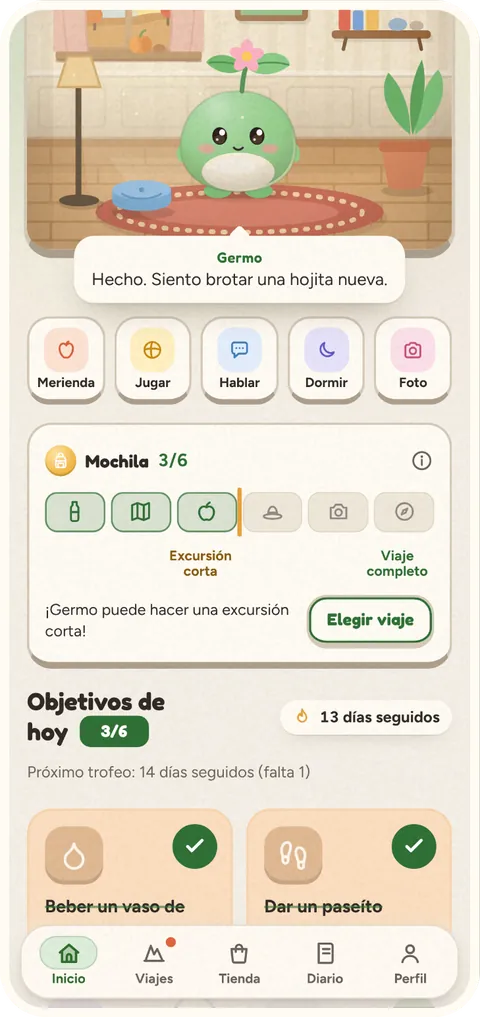 Germo
Hecho. Siento brotar una hojita nueva.
Merienda
Jugar
Hablar
Dormir
Foto
Mochila 3/6
Excursión
corta
Viaje
completo
¡Germo puede hacer una excursión
corta!
Elegir viaje
Objetivos de
hoy 3/6
13 días seguidos
Próximo trofeo: 14 días seguidos (falta 1)
Beber un vaso de
Dar un paseíto
Inicio
Viajes
Tienda
Diario
Perfil